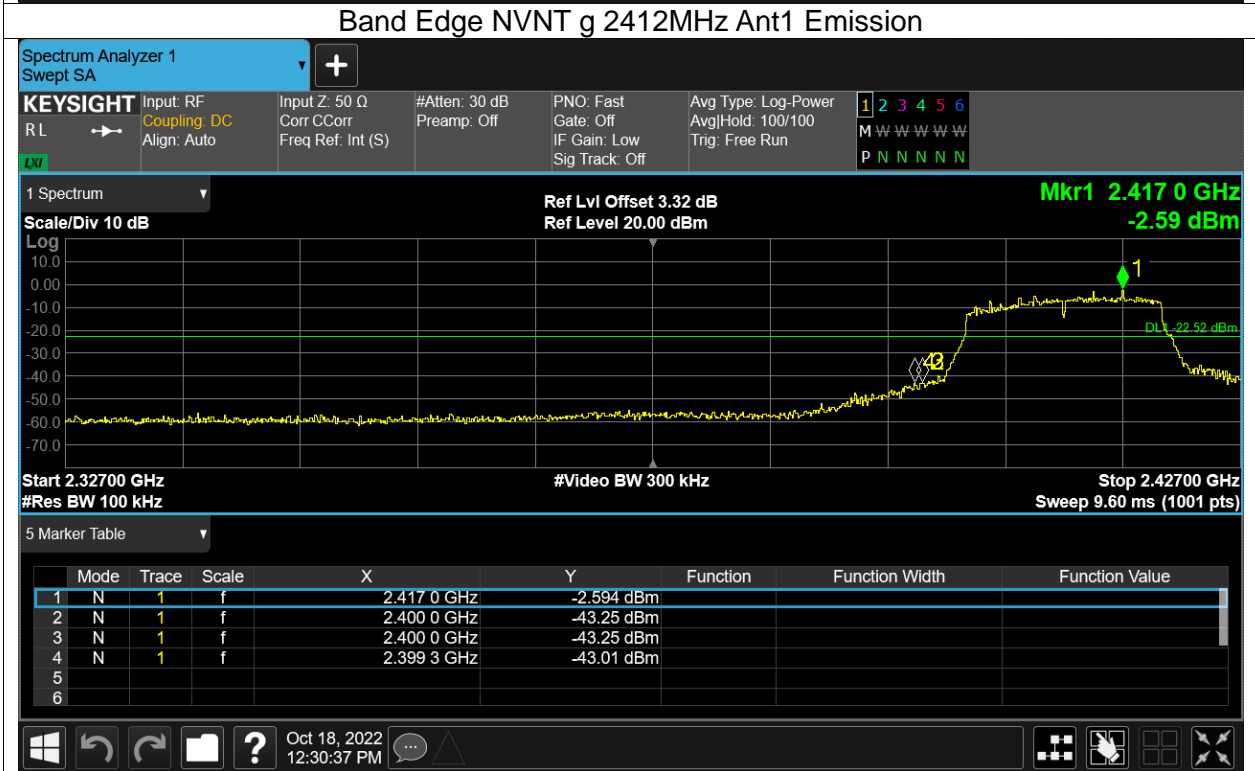 Band Edge NVNT g 2412MHz Ant1 Emission
Spectrum Analyzer 1
Swept SA
KEYSIGHT
RL
LXI
Input: RF
Coupling: DC
Align: Auto
Input Z: 50 Ω
Corr CCorr
Freq Ref: Int (S)
#Atten: 30 dB
Preamp: Off
PNO: Fast
Gate: Off
IF Gain: Low
Sig Track: Off
Avg Type: Log-Power
Avg|Hold: 100/100
Trig: Free Run
1 2 3 4 5 6
M W W W W W
P N N N N N
1 Spectrum
Scale/Div 10 dB
Ref Lvl Offset 3.32 dB
Ref Level 20.00 dBm
Mkr1 2.417 0 GHz
-2.59 dBm
Log
10.0
0.00
-10.0
-20.0
-30.0
-40.0
-50.0
-60.0
-70.0
1
DL1 -22.52 dBm
Start 2.32700 GHz
#Video BW 300 kHz
Stop 2.42700 GHz
#Res BW 100 kHz
Sweep 9.60 ms (1001 pts)
5 Marker Table
Mode Trace Scale X Y Function Function Width Function Value
1 N 1 f 2.417 0 GHz -2.594 dBm
2 N 1 f 2.400 0 GHz -43.25 dBm
3 N 1 f 2.400 0 GHz -43.25 dBm
4 N 1 f 2.399 3 GHz -43.01 dBm
5
6
?
Oct 18, 2022
12:30:37 PM